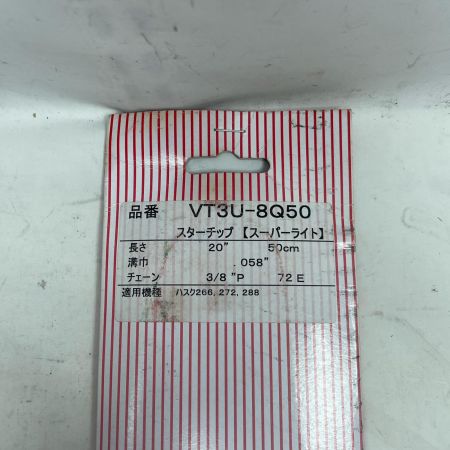 品番 VT3U-8Q50
スターチップ 【スーパーライト】
長さ 20" 50cm
溝巾 .058"
チェーン 3/8"P 72E
適用機種 ハスク266, 272, 288